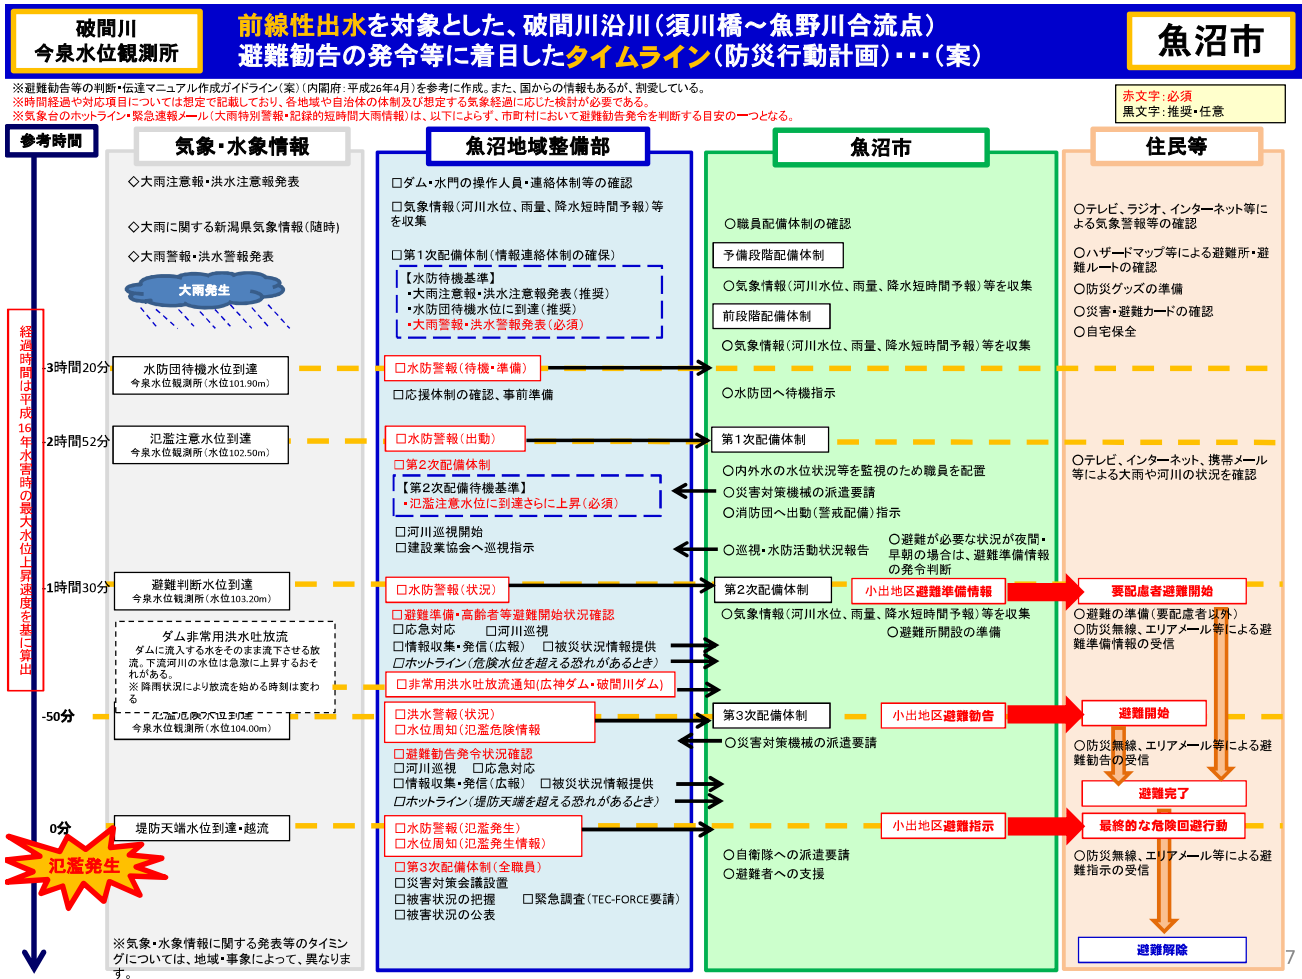 破間川
今泉水位観測所
前線性出水を対象とした、破間川沿川（須川橋～魚野川合流点）
避難勧告の発令等に着目したタイムライン（防災行動計画）・・・（案）
魚沼市
※避難勧告等の判断・伝達マニュアル作成ガイドライン（案）（内閣府：平成26年4月）を参考に作成。また、国からの情報もあるが、割愛している。
※時間経過や対応項目については想定で記載しており、各地域や自治体の体制及び想定する気象経過に応じた検討が必要である。
※気象台のホットライン・緊急速報メール（大雨特別警報・記録的短時間大雨情報）は、以下によらず、市町村において避難勧告発令を判断する目安の一つとなる。
赤文字：必須
黒文字：推奨・任意
参考時間
経過時間は平成16年水害時の最大水位上昇速度を基に算出
-3時間20分
-2時間52分
-1時間30分
-50分
0分
氾濫発生
気象・水象情報
◇大雨注意報・洪水注意報発表
◇大雨に関する新潟県気象情報（随時）
◇大雨警報・洪水警報発表
大雨発生
水防団待機水位到達
今泉水位観測所（水位101.90m）
氾濫注意水位到達
今泉水位観測所（水位102.50m）
避難判断水位到達
今泉水位観測所（水位103.20m）
ダム非常用洪水吐放流
ダムに流入する水をそのまま流下させる放
流。下流河川の水位は急激に上昇するおそ
れがある。
※ 降雨状況により放流を始める時刻は変わ
る
氾濫危険水位到達
今泉水位観測所（水位104.00m）
堤防天端水位到達・越流
※気象・水象情報に関する発表等のタイミン
グについては、地域・事象によって、異なりま
す。
魚沼地域整備部
□ダム・水門の操作人員・連絡体制等の確認
□気象情報（河川水位、雨量、降水短時間予報）等
を収集
□第1次配備体制（情報連絡体制の確保）
【水防待機基準】
・大雨注意報・洪水注意報発表（推奨）
・水防団待機水位に到達（推奨）
・大雨警報・洪水警報発表（必須）
□水防警報（待機・準備）
□応援体制の確認、事前準備
□水防警報（出動）
□第2次配備体制
【第2次配備待機基準】
・氾濫注意水位に到達さらに上昇（必須）
□河川巡視開始
□建設業協会へ巡視指示
□水防警報（状況）
□避難準備・高齢者等避難開始状況確認
□応急対応 □河川巡視
□情報収集・発信（広報） □被災状況情報提供
□ホットライン（危険水位を超える恐れがあるとき）
□非常用洪水吐放流通知(広神ダム・破間川ダム)
□洪水警報（状況）
□水位周知（氾濫危険情報
□避難勧告発令状況確認
□河川巡視 □応急対応
□情報収集・発信（広報） □被災状況情報提供
□ホットライン（堤防天端を超える恐れがあるとき）
□水防警報（氾濫発生）
□水位周知（氾濫発生情報）
□第3次配備体制（全職員）
□災害対策会議設置
□被害状況の把握 □緊急調査（TEC-FORCE要請）
□被害状況の公表
魚沼市
○職員配備体制の確認
予備段階配備体制
○気象情報（河川水位、雨量、降水短時間予報）等を収集
前段階配備体制
○気象情報（河川水位、雨量、降水短時間予報）等を収集
○水防団へ待機指示
第1次配備体制
○内外水の水位状況等を監視のため職員を配置
○災害対策機械の派遣要請
○消防団へ出動（警戒配備）指示
○巡視・水防活動状況報告
○避難が必要な状況が夜間・
早朝の場合は、避難準備情報
の発令判断
第2次配備体制
小出地区避難準備情報
○気象情報（河川水位、雨量、降水短時間予報）等を収集
○避難所開設の準備
第3次配備体制
小出地区避難勧告
○災害対策機械の派遣要請
小出地区避難指示
○自衛隊への派遣要請
○避難者への支援
住民等
○テレビ、ラジオ、インターネット等に
よる気象警報等の確認
○ハザードマップ等による避難所・避
難ルートの確認
○防災グッズの準備
○災害・避難カードの確認
○自宅保全
○テレビ、インターネット、携帯メール
等による大雨や河川の状況を確認
要配慮者避難開始
○避難の準備（要配慮者以外）
○防災無線、エリアメール等による避
難準備情報の受信
避難開始
○防災無線、エリアメール等による避
難勧告の受信
避難完了
最終的な危険回避行動
○防災無線、エリアメール等による避
難指示の受信
避難解除
7